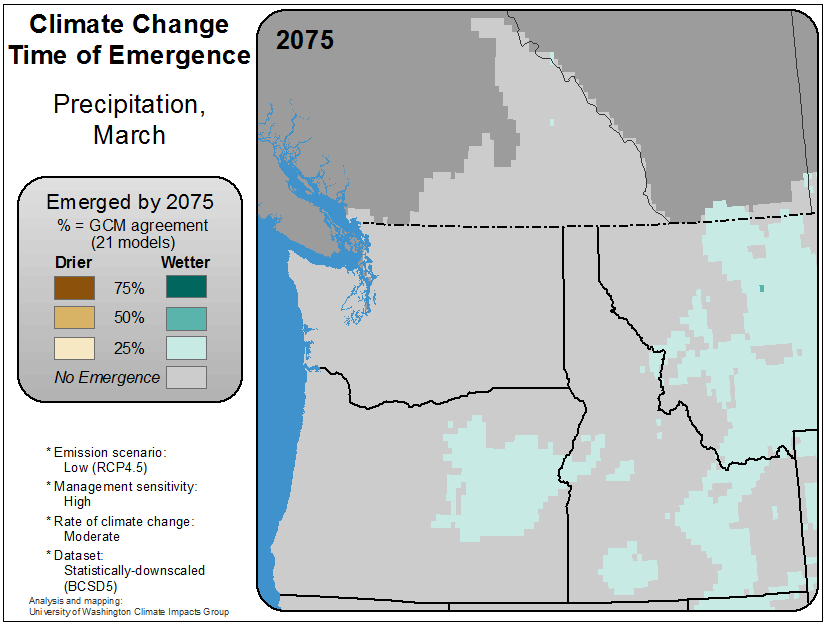 Climate Change
Time of Emergence
Precipitation,
March
2075
Emerged by 2075
% = GCM agreement
(21 models)
Drier Wetter
75%
50%
25%
No Emergence
* Emission scenario:
Low (RCP4.5)
* Management sensitivity:
High
* Rate of climate change:
Moderate
* Dataset:
Statistically-downscaled
(BCSD5)
Analysis and mapping:
University of Washington Climate Impacts Group